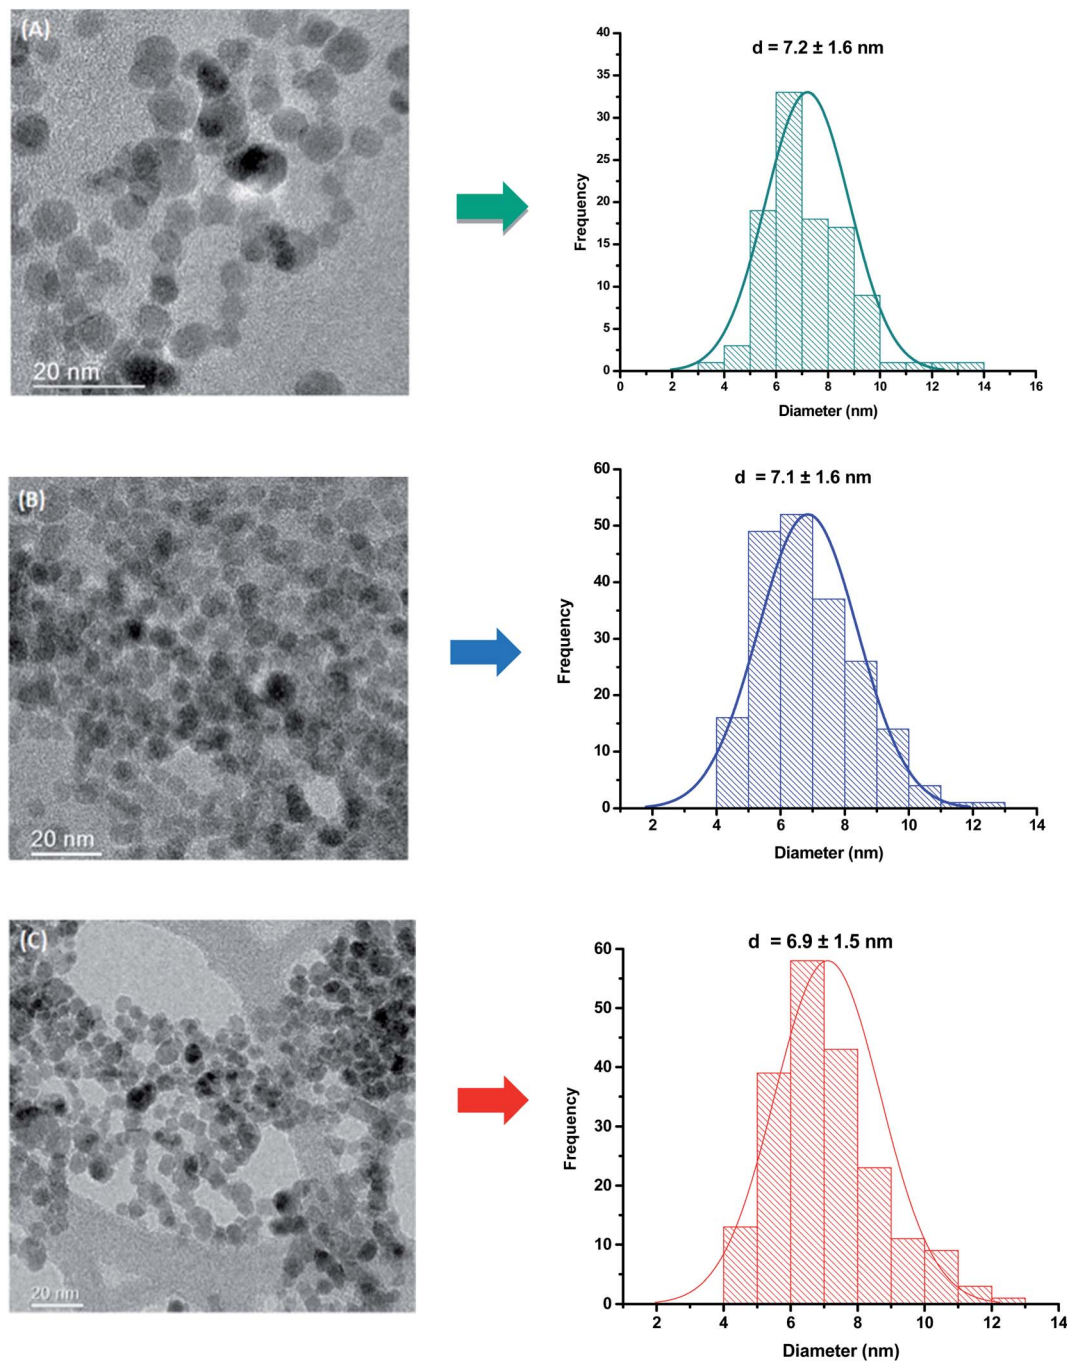 (A)
20 nm
d = 7.2 ± 1.6 nm
40
35
30
25
20
15
10
5
0
Frequency
0 2 4 6 8 10 12 14 16
Diameter (nm)
(B)
20 nm
d = 7.1 ± 1.6 nm
60
50
40
30
20
10
0
Frequency
2 4 6 8 10 12 14
Diameter (nm)
(C)
20 nm
d = 6.9 ± 1.5 nm
60
50
40
30
20
10
0
Frequency
2 4 6 8 10 12 14
Diameter (nm)